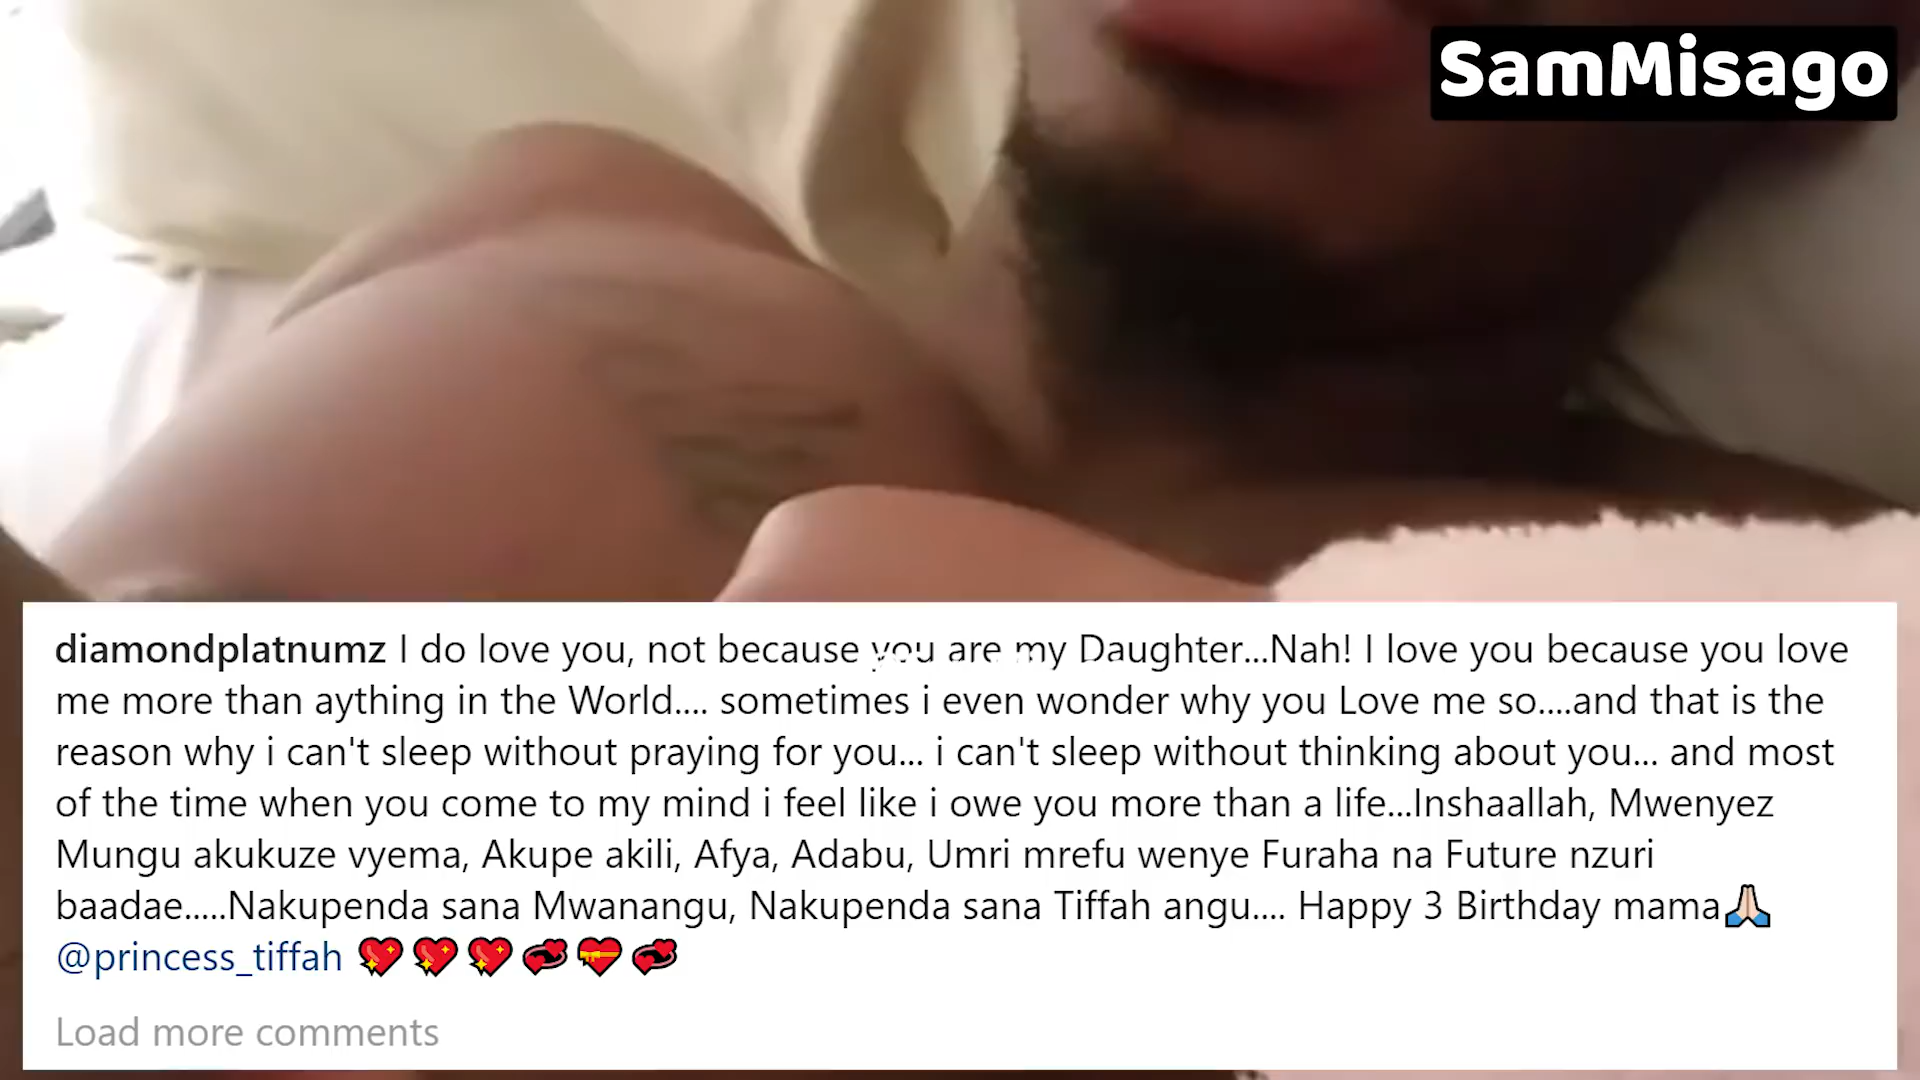 SamMisago
diamondplatnumz I do love you, not because you are my Daughter...Nah! I love you because you love
me more than aything in the World.... sometimes i even wonder why you Love me so....and that is the
reason why i can't sleep without praying for you... i can't sleep without thinking about you... and most
of the time when you come to my mind i feel like i owe you more than a life...Inshaallah, Mwenyez
Mungu akukuze vyema, Akupe akili, Afya, Adabu, Umri mrefu wenye Furaha na Future nzuri
baadae.....Nakupenda sana Mwanangu, Nakupenda sana Tiffah angu.... Happy 3 Birthday mama🙏🏻
@princess_tiffah 💖💖💖💞💝💞
Load more comments